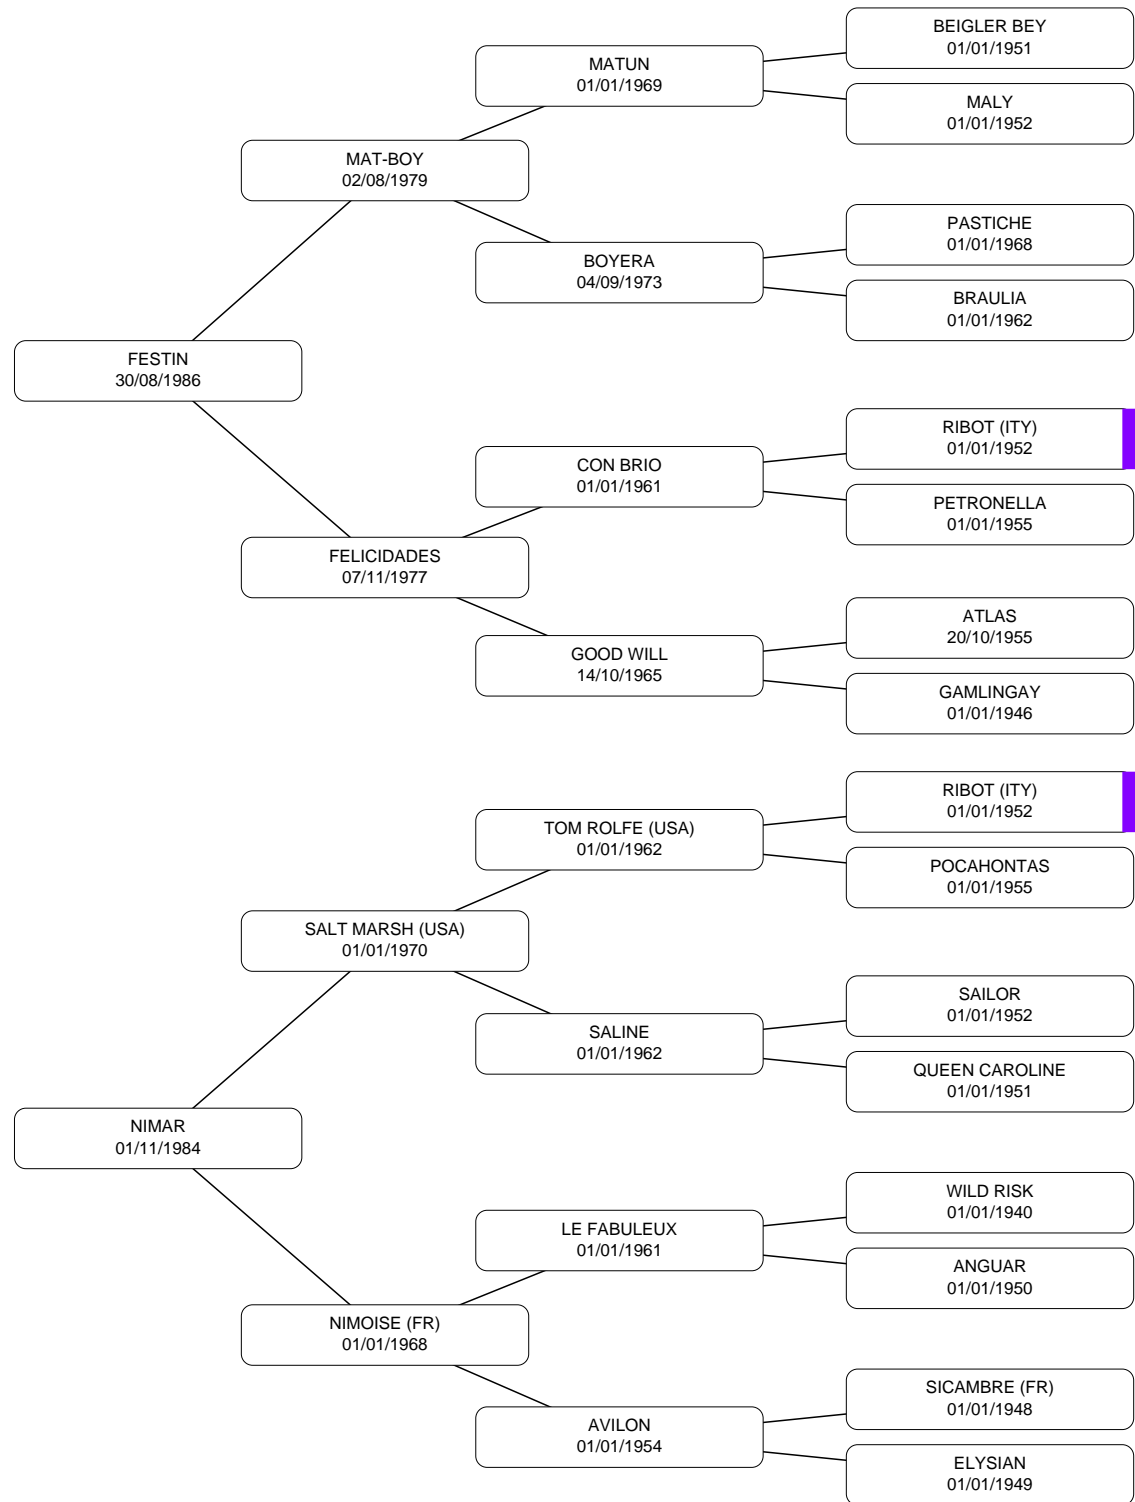 BEIGLER BEY
01/01/1951
MATUN
01/01/1969
MALY
01/01/1952
MAT-BOY
02/08/1979
PASTICHE
01/01/1968
BOYERA
04/09/1973
BRAULIA
01/01/1962
FESTIN
30/08/1986
RIBOT (ITY)
01/01/1952
CON BRIO
01/01/1961
PETRONELLA
01/01/1955
FELICIDADES
07/11/1977
ATLAS
20/10/1955
GOOD WILL
14/10/1965
GAMLINGAY
01/01/1946
RIBOT (ITY)
01/01/1952
TOM ROLFE (USA)
01/01/1962
POCAHONTAS
01/01/1955
SALT MARSH (USA)
01/01/1970
SAILOR
01/01/1952
SALINE
01/01/1962
QUEEN CAROLINE
01/01/1951
NIMAR
01/11/1984
WILD RISK
01/01/1940
LE FABULEUX
01/01/1961
ANGUAR
01/01/1950
NIMOISE (FR)
01/01/1968
SICAMBRE (FR)
01/01/1948
AVILON
01/01/1954
ELYSIAN
01/01/1949